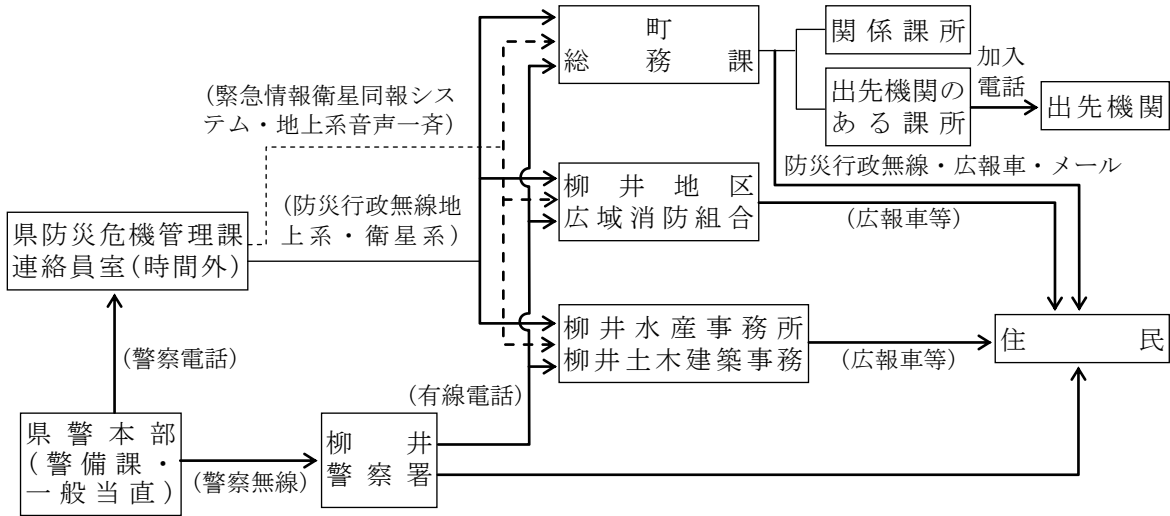 町
総務課
関係課所
出先機関の
ある課所
加入
電話
出先機関
(緊急情報衛星同報シス
テム・地上系音声一斉)
防災行政無線・広報車・メール
柳井地区
広域消防組合
(広報車等)
(防災行政無線地
上系・衛星系)
県防災危機管理課
連絡員室(時間外)
柳井水産事務所
柳井土木建築事務
(広報車等)
住民
(警察電話)
(有線電話)
県警本部
(警備課・
一般当直)
(警察無線)
柳井
警察署